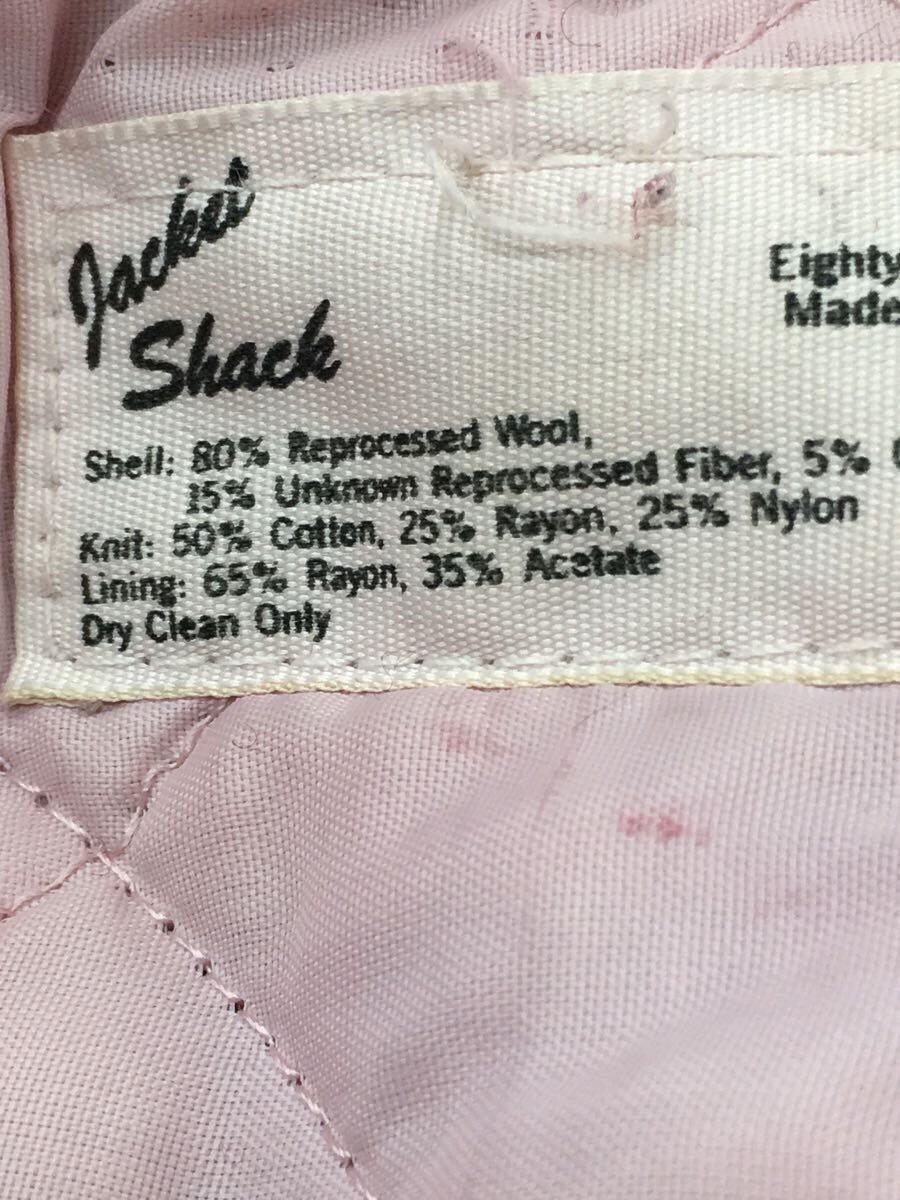 Jacket
Shack
Eighty
Made
Shell: 80% Reprocessed Wool,
15% Unknown Reprocessed Fiber, 5%
Knit: 50% Cotton, 25% Rayon, 25% Nylon
Lining: 65% Rayon, 35% Acetate
Dry Clean Only